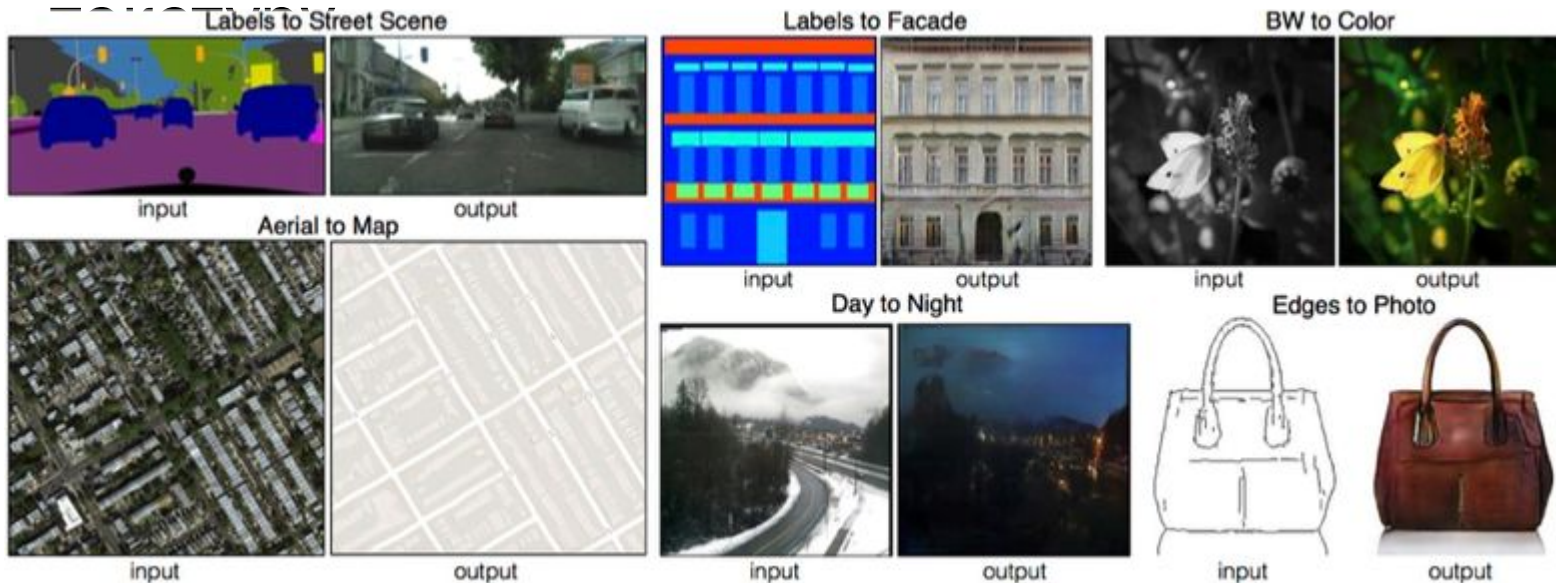 Labels to Street Scene
input
output
Aerial to Map
input
output
Labels to Facade
input
output
BW to Color
input
output
Day to Night
input
output
Edges to Photo
input
output